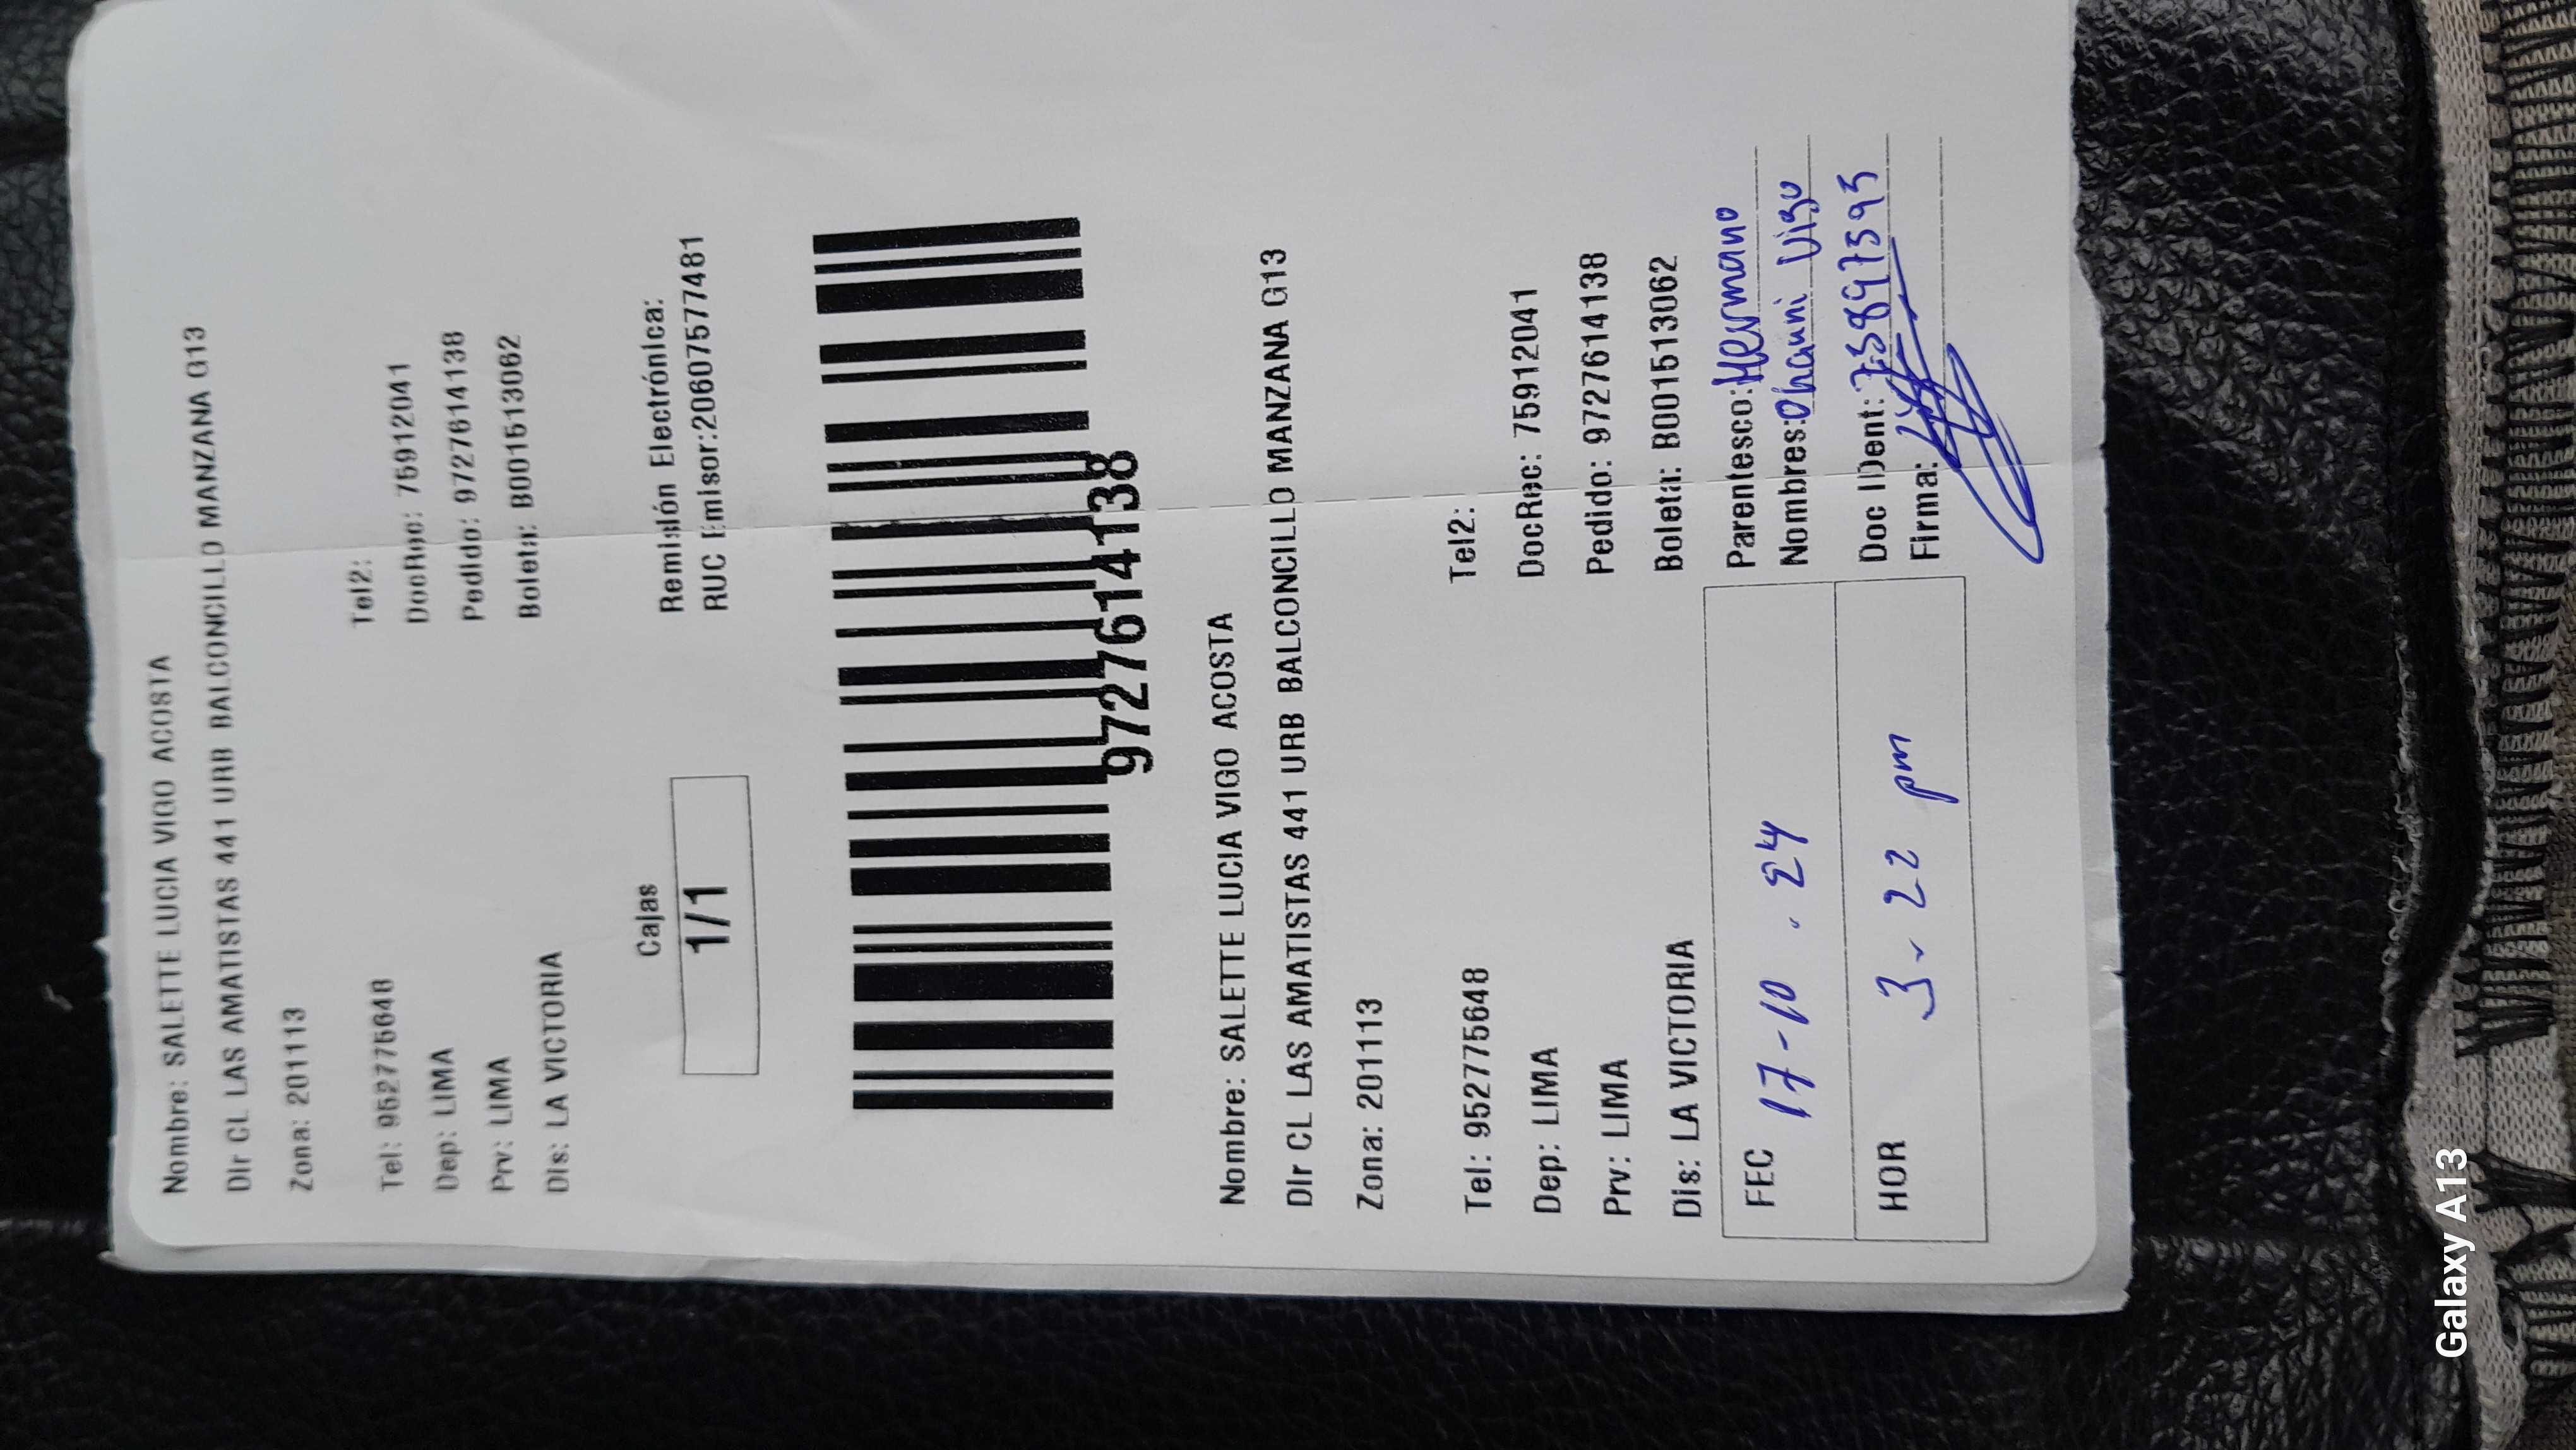 Nombre: SALETTE LUCIA VIGO ACOSTA
DIr CL LAS AMATISTAS 441 URB BALCONCILLO MANZANA G13
Zona: 201113
Tel: 952775648 Tel2:
Dep: LIMA DocRec: 75912041
Prv: LIMA Pedido: 9727614138
Dis: LA VICTORIA Boleta: B001513062
Cajas Remisión Electrónica:
1/1 RUC Emisor:20607577481
9727614138
Nombre: SALETTE LUCIA VIGO ACOSTA
DIr CL LAS AMATISTAS 441 URB BALCONCILLO MANZANA G13
Zona: 201113
Tel: 952775648 Tel2:
Dep: LIMA DocRec: 75912041
Prv: LIMA Pedido: 9727614138
Dis: LA VICTORIA Boleta: B001513062
FEC 17-10.24 Parentesco: Hermano
Nombres: Vigo
HOR 3.22 pm Doc IDent:
Firma:
Galaxy A13